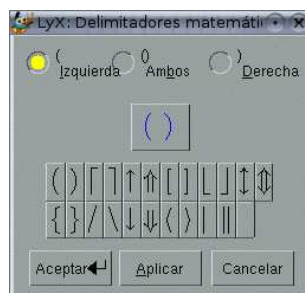 LyX: Delimitadores matemáti
( () )
Izquierda Ambos Derecha
( )
( ) ⌈ ⌉ ↑ ⇑ [ ] ⌊ ⌋ ↕ ⇕
{ } / \ ↓ ⇓ ⟨ ⟩ | ‖
Aceptar Aplicar Cancelar